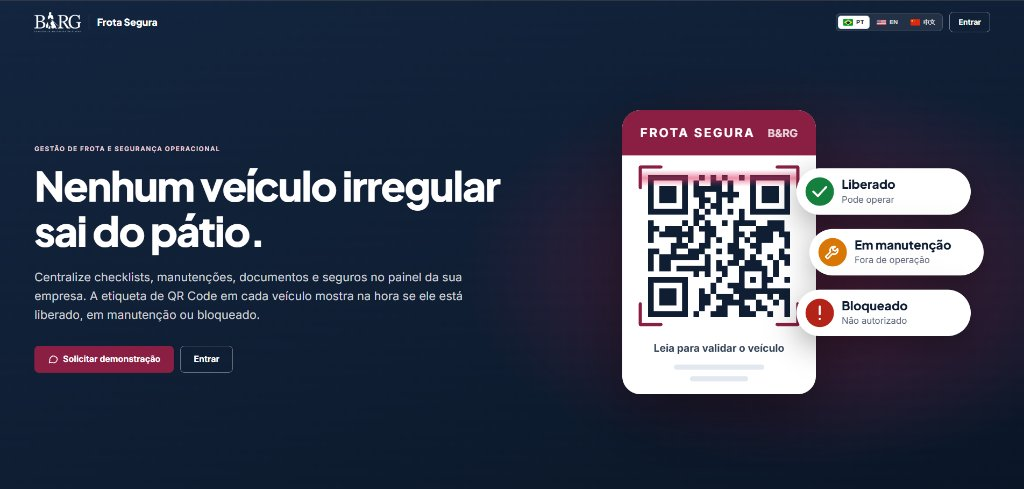 B&RG
Frota Segura
PT
EN
中文
Entrar
GESTÃO DE FROTA E SEGURANÇA OPERACIONAL
Nenhum veículo irregular
sai do pátio.
Centralize checklists, manutenções, documentos e seguros no painel da sua
empresa. A etiqueta de QR Code em cada veículo mostra na hora se ele está
liberado, em manutenção ou bloqueado.
Solicitar demonstração
Entrar
FROTA SEGURA B&RG
Liberado
Pode operar
Em manutenção
Fora de operação
Bloqueado
Não autorizado
Leia para validar o veículo